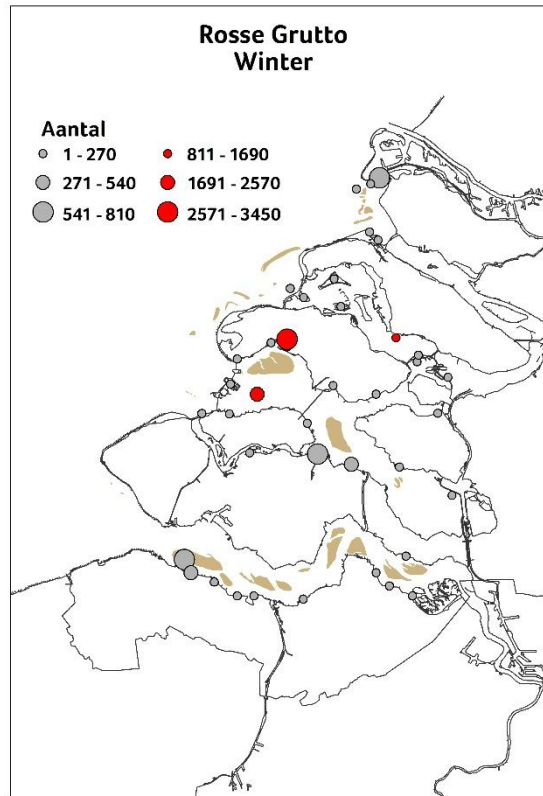 Rosse Grutto
Winter
Aantal
1 - 270
811 - 1690
271 - 540
1691 - 2570
541 - 810
2571 - 3450